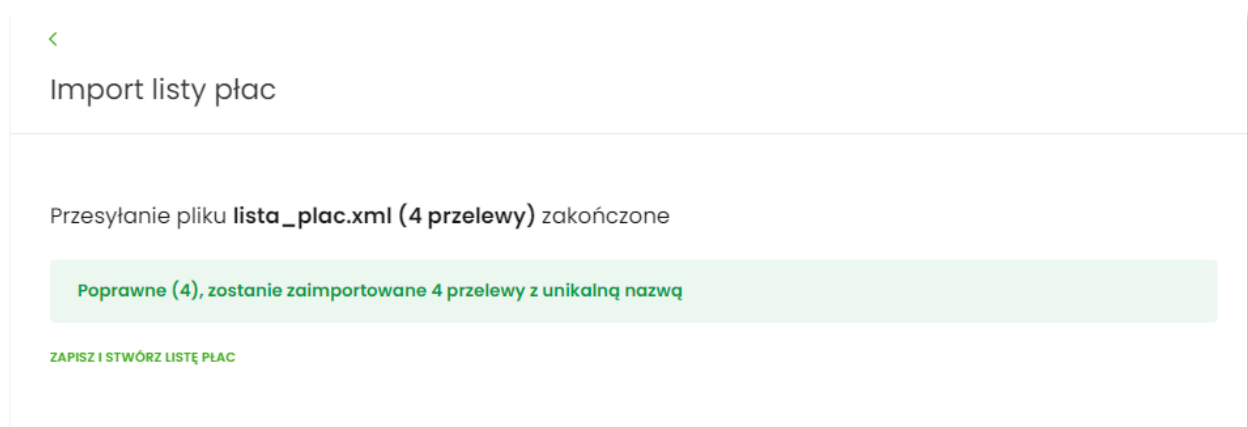 Import listy płac
Przesyłanie pliku lista_plac.xml (4 przelewy) zakończone
Poprawne (4), zostanie zaimportowane 4 przelewy z unikalną nazwą
ZAPISZ I STWÓRZ LISTĘ PŁAC